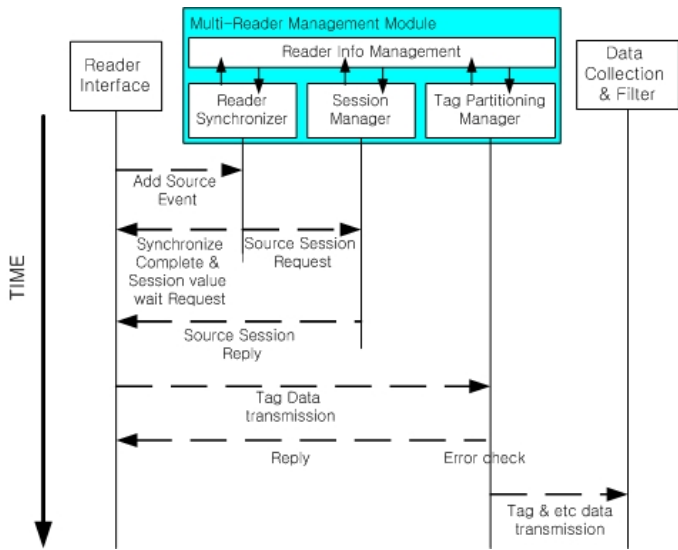 Multi-Reader Management Module
Reader Info Management
Reader
Interface
Reader
Synchronizer
Session
Manager
Tag Partitioning
Manager
Data
Collection
& Filter
TIME
Add Source
Event
Synchronize
Complete &
Session value
wait Request
Source Session
Request
Source Session
Reply
Tag Data
transmission
Reply
Error check
Tag & etc data
transmission